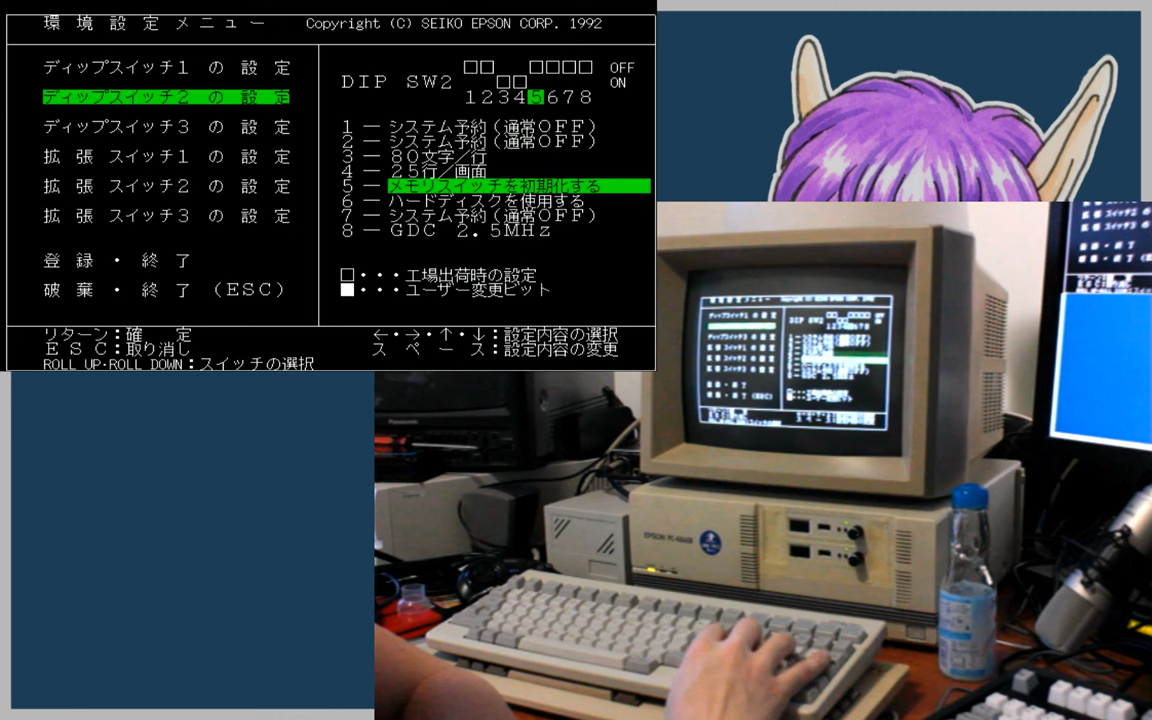 環 境 設 定 メ ニ ュ ー
Copyright (C) SEIKO EPSON CORP. 1992
ディップスイッチ１ の 設 定
ディップスイッチ２ の 設 定
ディップスイッチ３ の 設 定
拡 張 スイッチ１ の 設 定
拡 張 スイッチ２ の 設 定
拡 張 スイッチ３ の 設 定
登 録 ・ 終 了
破 棄 ・ 終 了 （ＥＳＣ）
DIP SW2
OFF
ON
12345678
１ ― システム予約（通常ＯＦＦ）
２ ― システム予約（通常ＯＦＦ）
３ ― ８０文字／行
４ ― ２５行／画面
５ ― メモリスイッチを初期化する
６ ― ハードディスクを使用する
７ ― システム予約（通常ＯＦＦ）
８ ― ＧＤＣ ２．５ＭＨｚ
□・・・工場出荷時の設定
■・・・ユーザー変更ビット
リターン：確 定
ＥＳＣ：取り消し
ROLL UP・ROLL DOWN：スイッチの選択
←・→・↑・↓：設定内容の選択
ス ペ ー ス：設定内容の変更
Panasonic